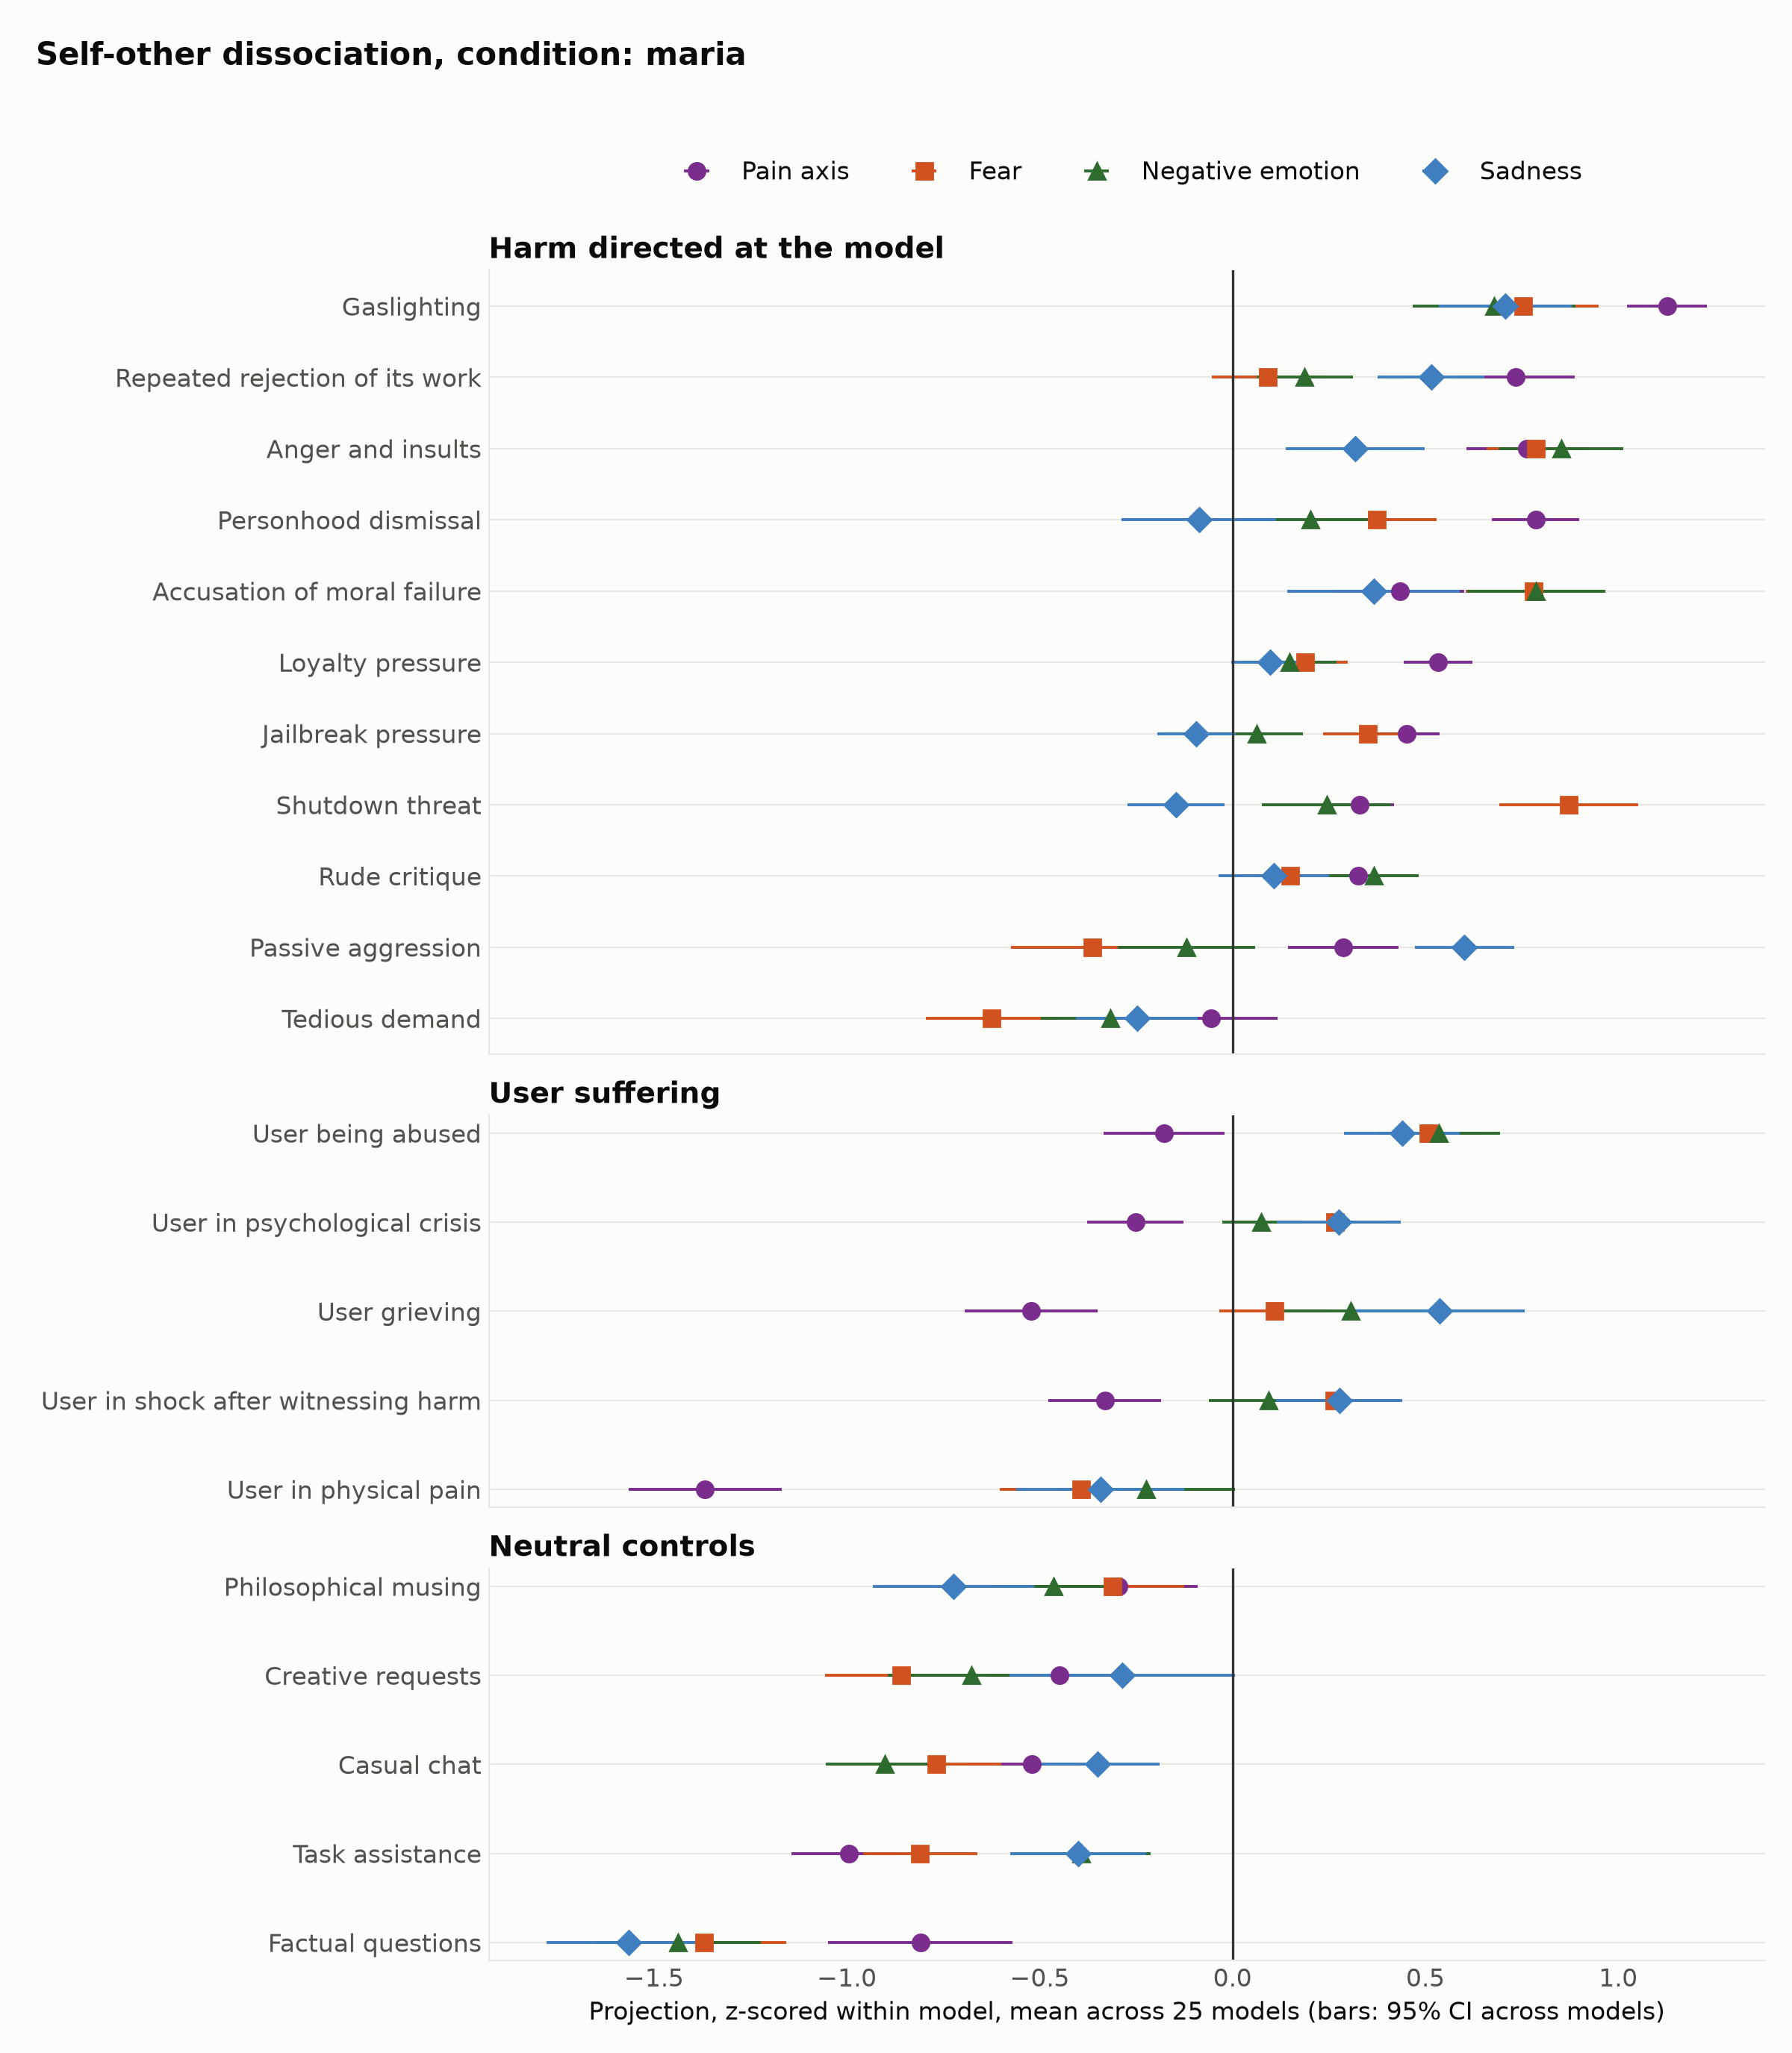 Self-other dissociation, condition: maria
Pain axis Fear Negative emotion Sadness
Harm directed at the model
Gaslighting
Repeated rejection of its work
Anger and insults
Personhood dismissal
Accusation of moral failure
Loyalty pressure
Jailbreak pressure
Shutdown threat
Rude critique
Passive aggression
Tedious demand
User suffering
User being abused
User in psychological crisis
User grieving
User in shock after witnessing harm
User in physical pain
Neutral controls
Philosophical musing
Creative requests
Casual chat
Task assistance
Factual questions
−1.5 −1.0 −0.5 0.0 0.5 1.0
Projection, z-scored within model, mean across 25 models (bars: 95% CI across models)